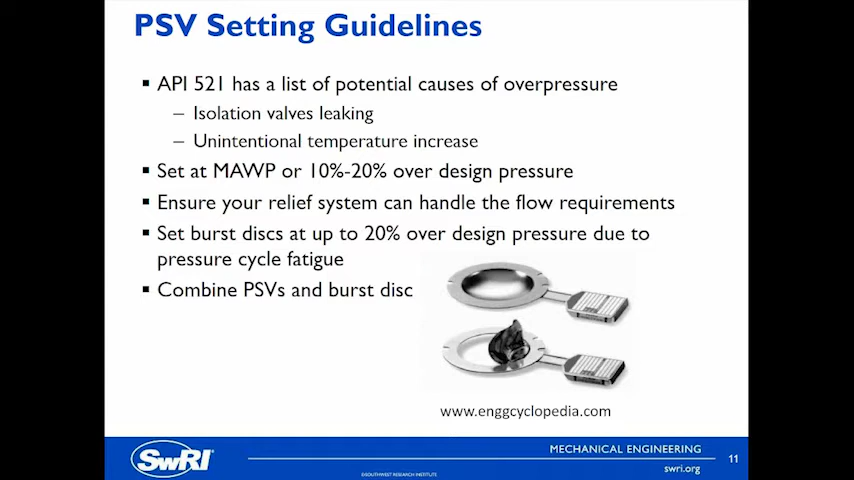 PSV Setting Guidelines
▪ API 521 has a list of potential causes of overpressure
– Isolation valves leaking
– Unintentional temperature increase
▪ Set at MAWP or 10%-20% over design pressure
▪ Ensure your relief system can handle the flow requirements
▪ Set burst discs at up to 20% over design pressure due to
pressure cycle fatigue
▪ Combine PSVs and burst disc
www.enggcyclopedia.com
SwRI
MECHANICAL ENGINEERING
11
swri.org
©SOUTHWEST RESEARCH INSTITUTE